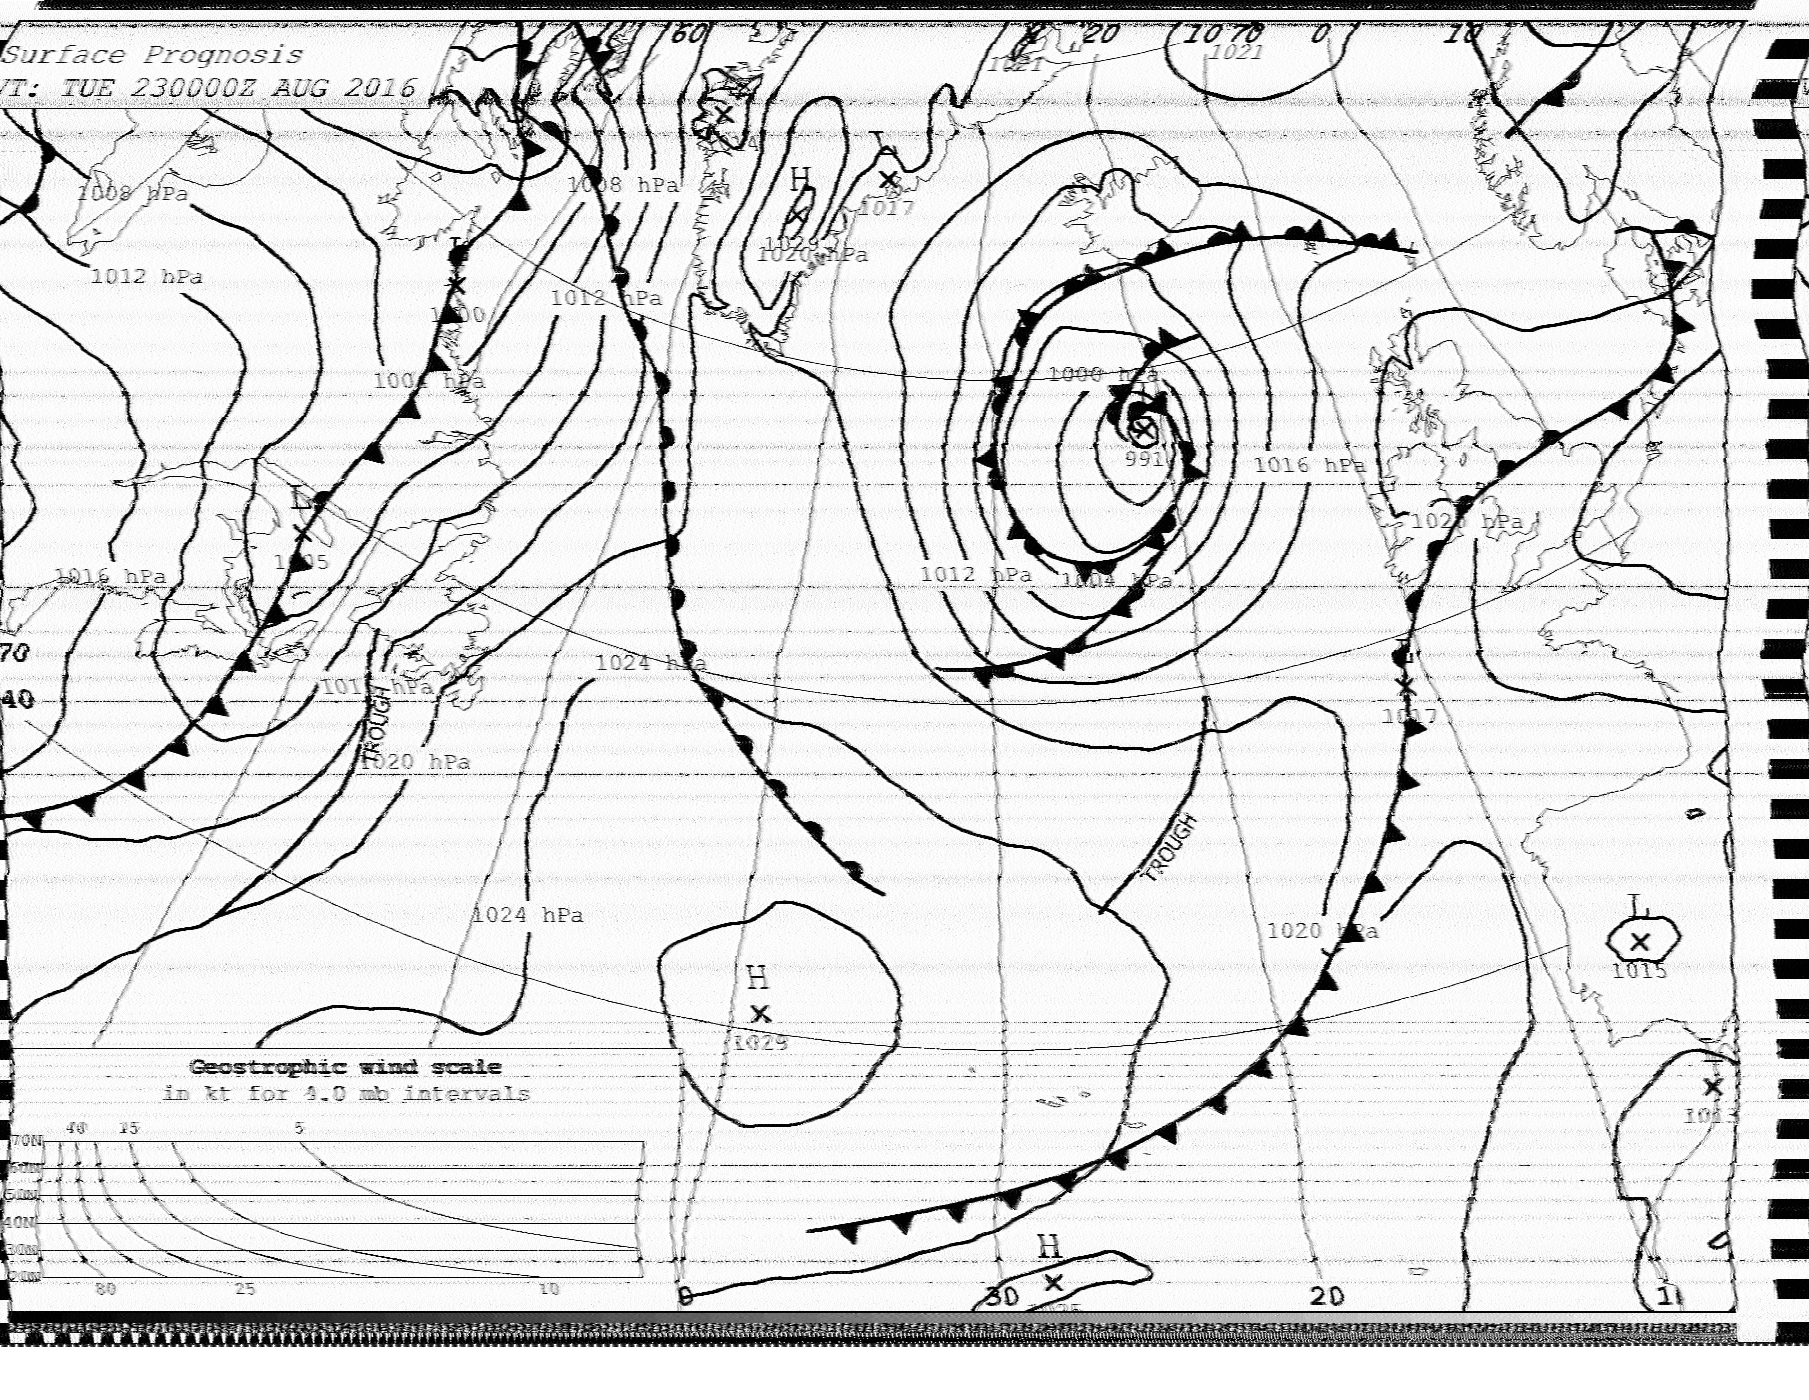 60 20 10 70 0 10
Surface Prognosis
1021 1021
VT: TUE 230000Z AUG 2016
L
H
1008 hPa 1008 hPa
1017
1029
1020 hPa
1012 hPa
1012 hPa
L
1000
1004 hPa 1000 hPa
991 1016 hPa
L
1020 hPa
1005
1016 hPa 1012 hPa 1004 hPa
70
1024 hPa
L
40
1017
TROUGH
1020 hPa
TROUGH
1024 hPa
1020 hPa
L
1015
H
1029
Geostrophic wind scale
in kt for 4.0 mb intervals
L
40 15 5
70N
60N
50N
40N
30N
20N
80 25 10
H
30 20